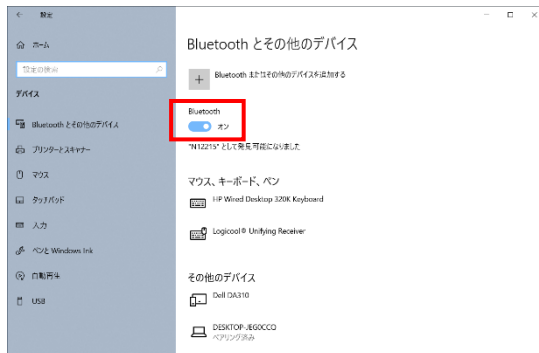 設定
ホーム
設定の検索
デバイス
Bluetooth とその他のデバイス
プリンターとスキャナー
マウス
タッチパッド
入力
ペンと Windows Ink
自動再生
USB
Bluetooth とその他のデバイス
Bluetooth またはその他のデバイスを追加する
Bluetooth
オン
"N12215" として発見可能になりました
マウス、キーボード、ペン
HP Wired Desktop 320K Keyboard
Logicool® Unifying Receiver
その他のデバイス
Dell DA310
DESKTOP-JEGOCCO
ペアリング済み